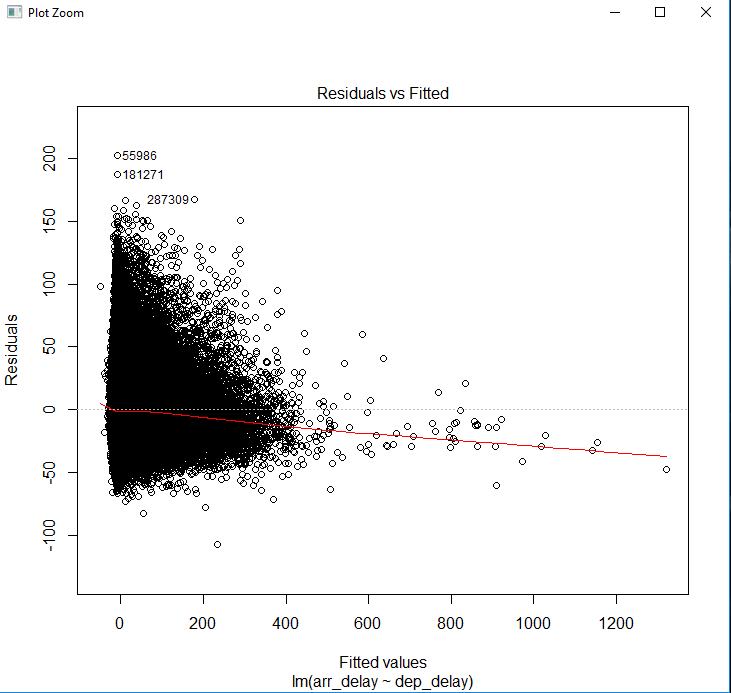 Plot Zoom
Residuals vs Fitted
55986
181271
287309
200
150
100
50
0
-50
-100
Residuals
0 200 400 600 800 1000 1200
Fitted values
lm(arr_delay ~ dep_delay)